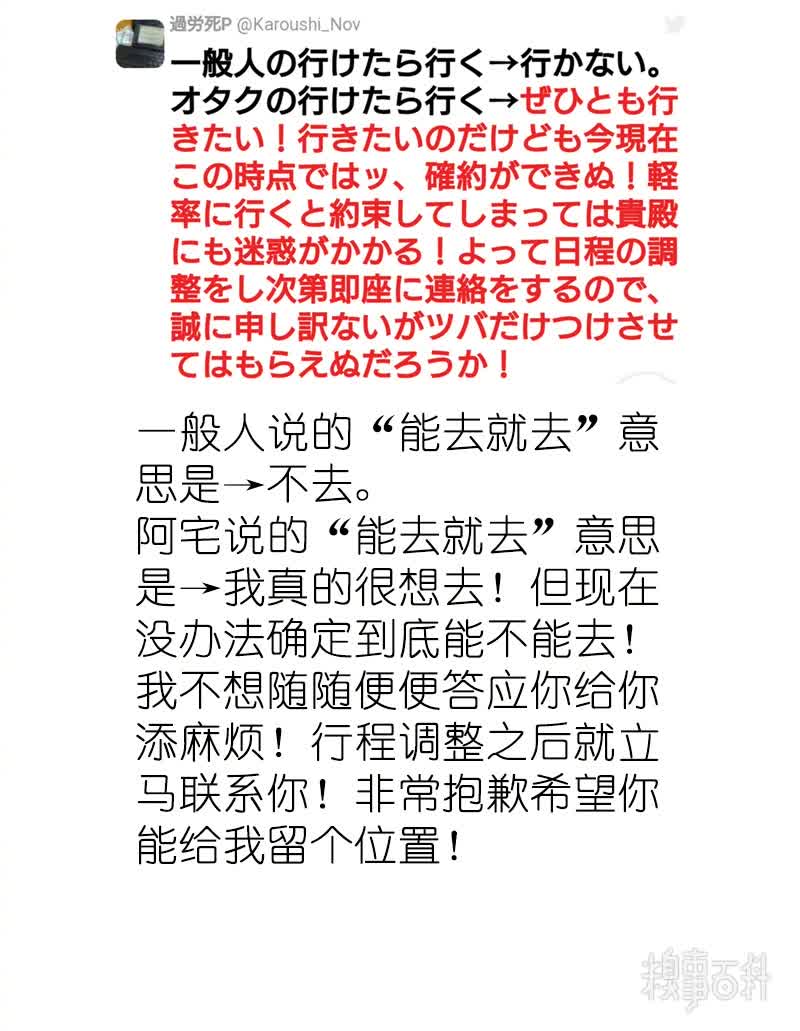 過労死P @Karoushi_Nov
一般人の行けたら行く→行かない。
オタクの行けたら行く→ぜひとも行
きたい！行きたいのだけども今現在
この時点ではッ、確約ができぬ！軽
率に行くと約束してしまっては貴殿
にも迷惑がかかる！よって日程の調
整をし次第即座に連絡をするので、
誠に申し訳ないがツバだけつけさせ
てはもらえぬだろうか！
一般人说的“能去就去”意
思是→不去。
阿宅说的“能去就去”意思
是→我真的很想去！但现在
没办法确定到底能不能去！
我不想随随便便答应你给你
添麻烦！行程调整之后就立
马联系你！非常抱歉希望你
能给我留个位置！
糗事百科